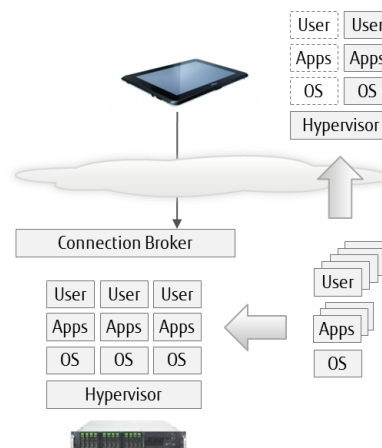 User User
Apps Apps
OS OS
Hypervisor
Connection Broker
User
Apps
OS
User User User
Apps Apps Apps
OS OS OS
Hypervisor